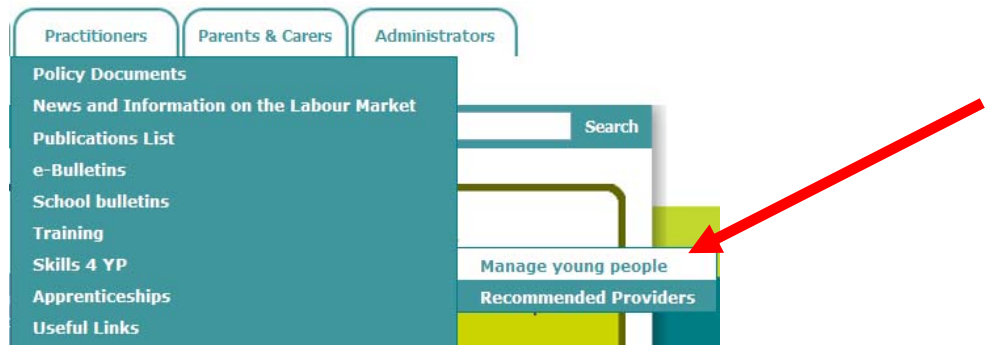 Practitioners Parents & Carers Administrators
Policy Documents
News and Information on the Labour Market
Publications List Search
e-Bulletins
School bulletins
Training
Skills 4 YP Manage young people
Apprenticeships Recommended Providers
Useful Links